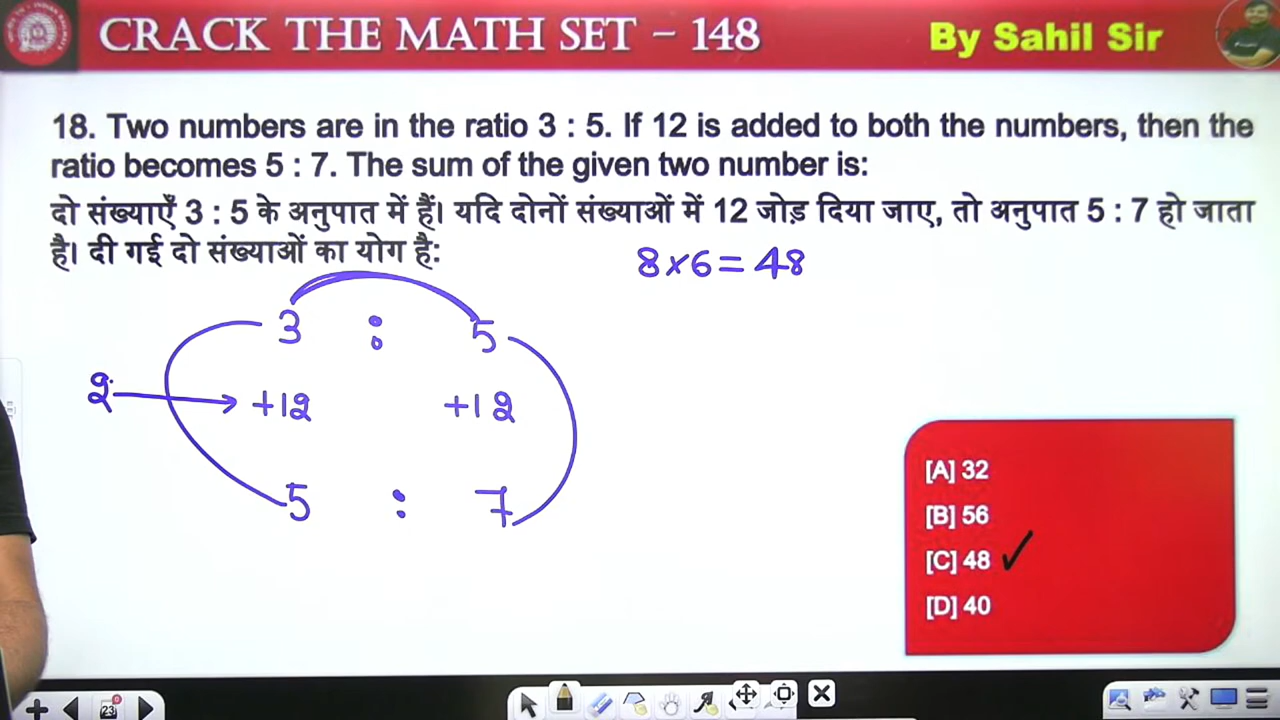 CRACK THE MATH SET – 148
By Sahil Sir
18. Two numbers are in the ratio 3 : 5. If 12 is added to both the numbers, then the
ratio becomes 5 : 7. The sum of the given two number is:
दो संख्याएँ 3 : 5 के अनुपात में हैं। यदि दोनों संख्याओं में 12 जोड़ दिया जाए, तो अनुपात 5 : 7 हो जाता
है। दी गई दो संख्याओं का योग है:
8×6=48
3 : 5
2 +12 +12
5 : 7
[A] 32
[B] 56
[C] 48 ✓
[D] 40
23